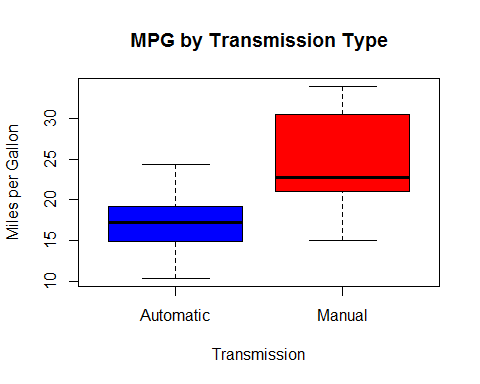 MPG by Transmission Type
Miles per Gallon
30
25
20
15
10
Automatic Manual
Transmission